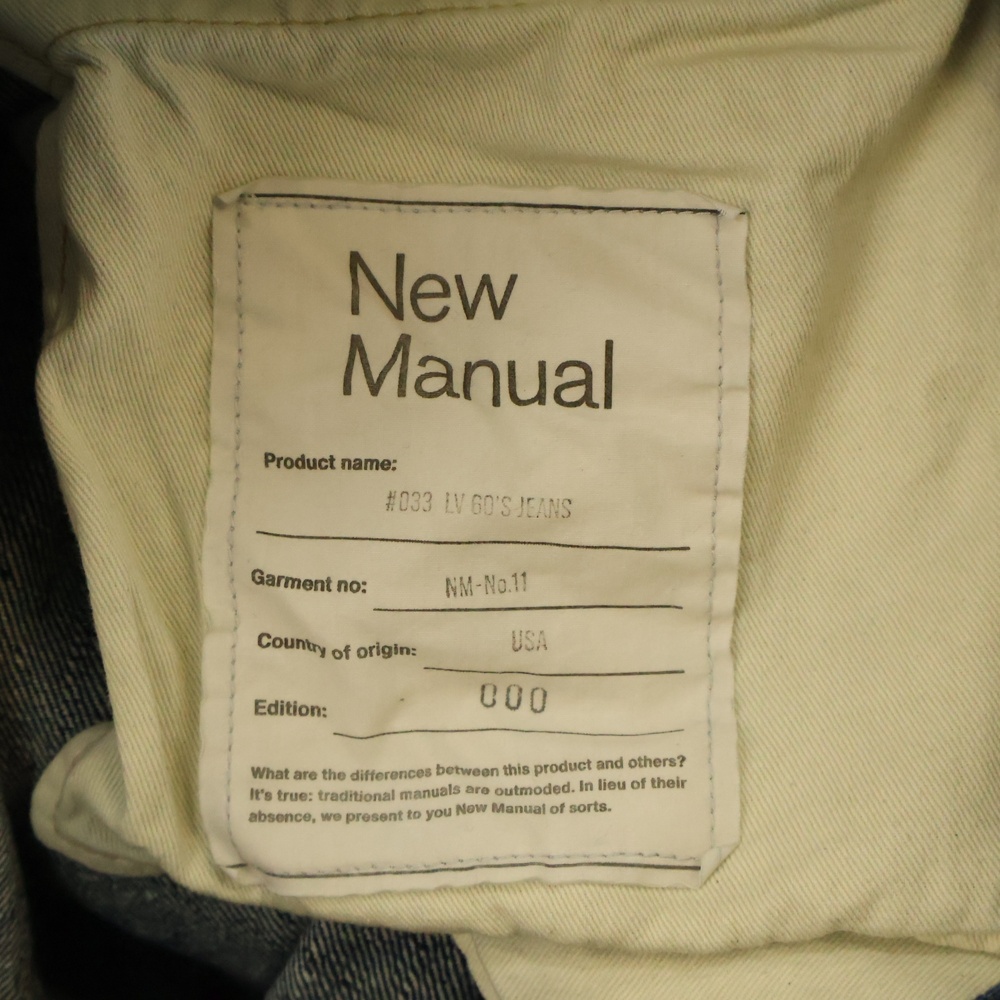 New
Manual
Product name:
#033 LV 60'S JEANS
Garment no: NM-No.11
Country of origin: USA
Edition: 000
What are the differences between this product and others?
It's true: traditional manuals are outmoded. In lieu of their
absence, we present to you New Manual of sorts.